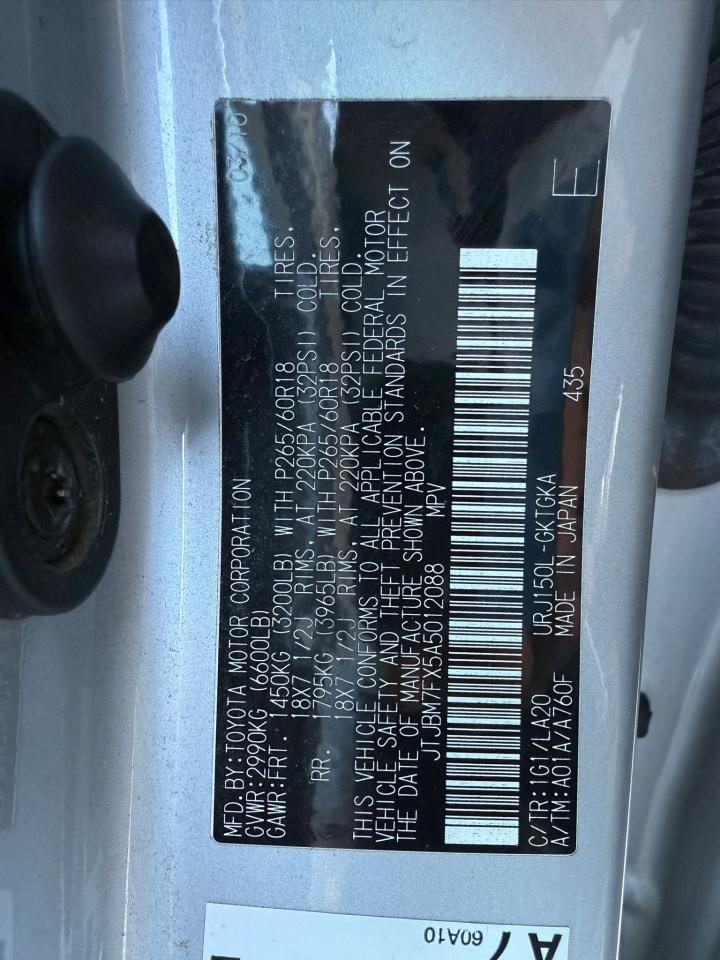 MFD.BY:TOYOTA MOTOR CORPORATION 03/10
GVWR:2990KG (6600LB)
GAWR:FRT. 1450KG (3200LB) WITH P265/60R18 TIRES,
18X7 1/2J RIMS, AT 220KPA (32PSI) COLD.
RR. 1795KG (3965LB) WITH P265/60R18 TIRES,
18X7 1/2J RIMS, AT 220KPA (32PSI) COLD.
THIS VEHICLE CONFORMS TO ALL APPLICABLE FEDERAL MOTOR
VEHICLE SAFETY AND THEFT PREVENTION STANDARDS IN EFFECT ON
THE DATE OF MANUFACTURE SHOWN ABOVE.
JTJBM7FX5A5012088 MPV
C/TR:1G1/LA20 URJ150L-GKTGKA
A/TM:A01A/A760F MADE IN JAPAN 435
E
60A10